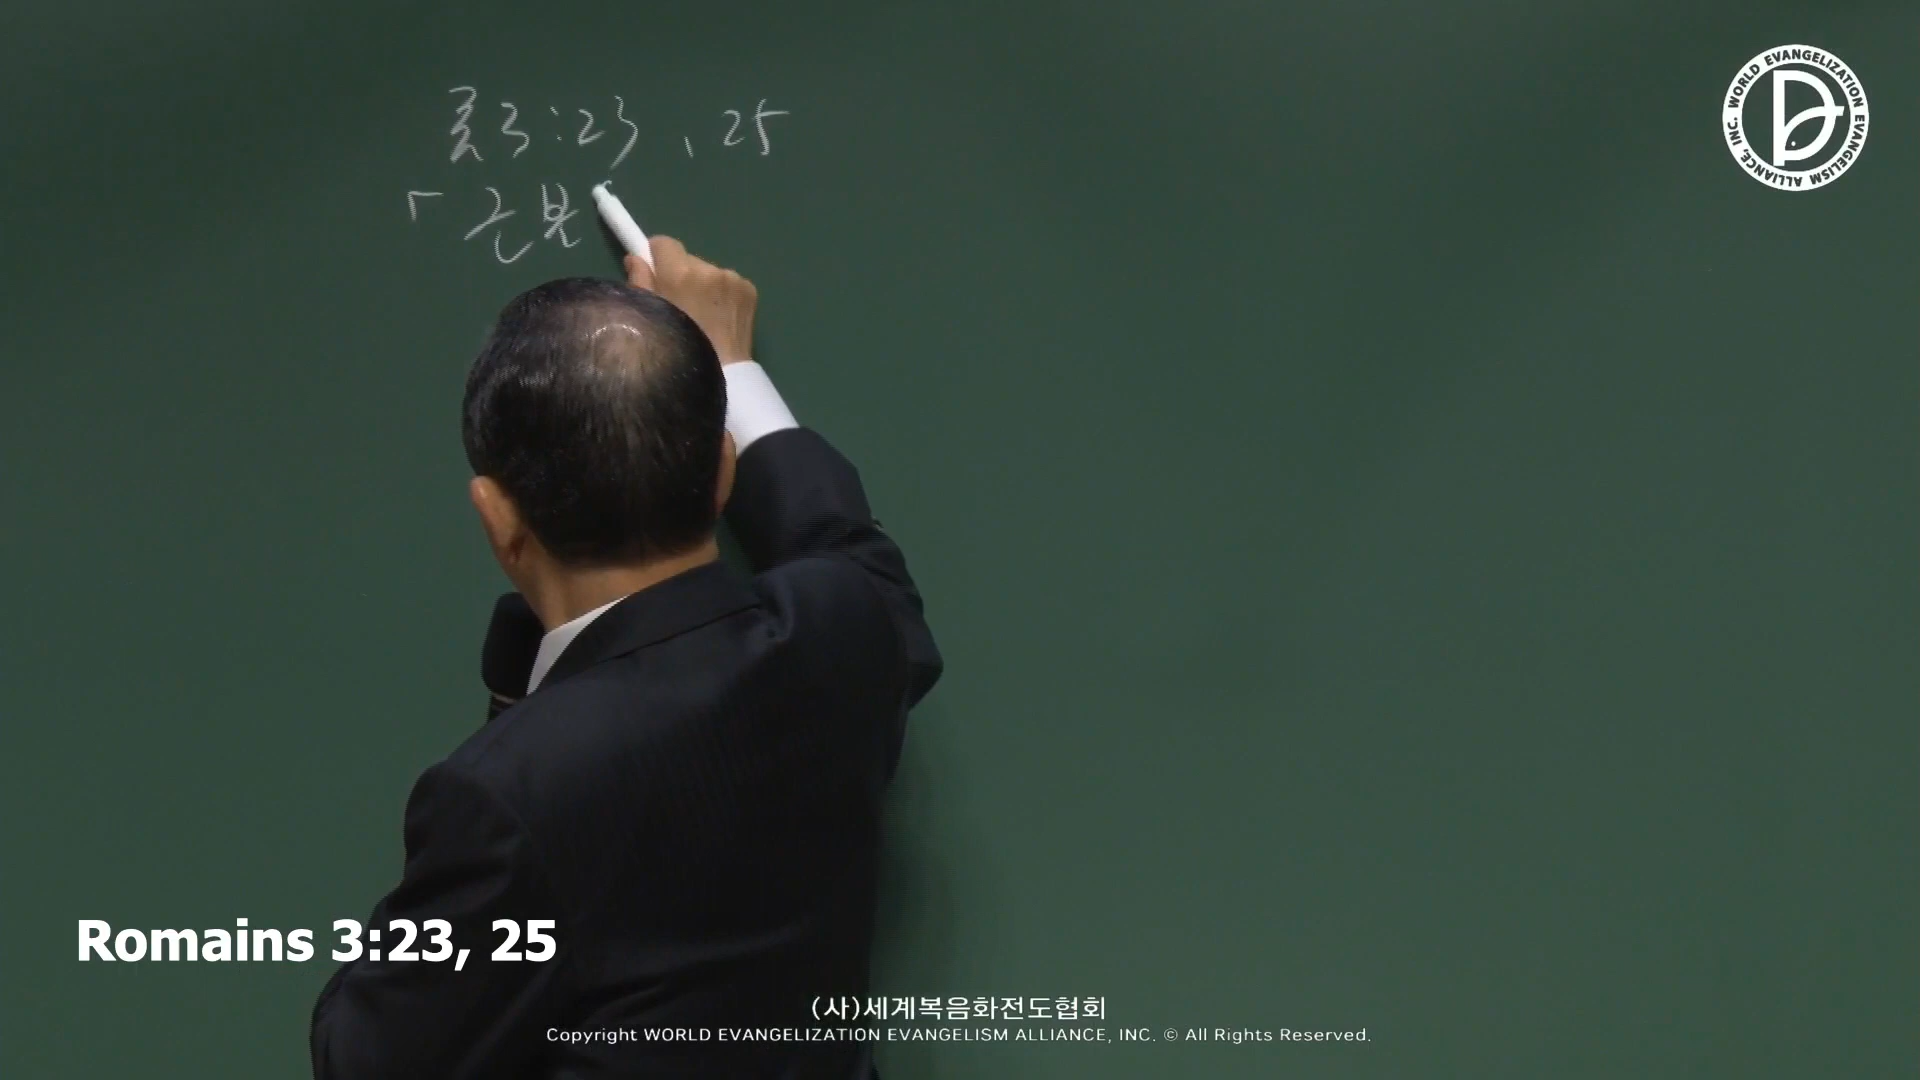 롬3:23, 25
「근본
WORLD EVANGELIZATION EVANGELISM ALLIANCE, INC.
Romains 3:23, 25
(사)세계복음화전도협회
Copyright WORLD EVANGELIZATION EVANGELISM ALLIANCE, INC. © All Rights Reserved.